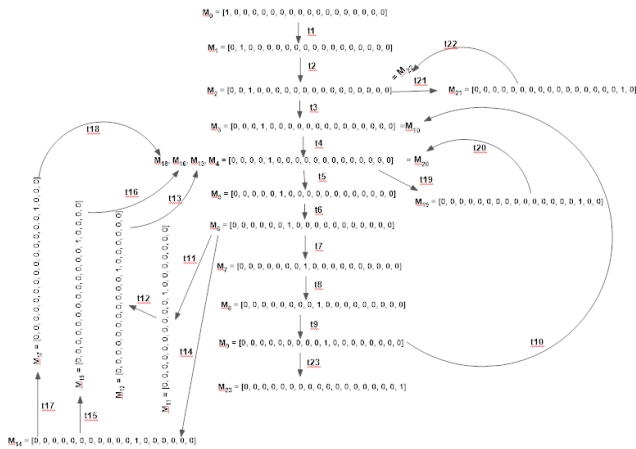 M0 = [1, 0, 0, 0, 0, 0, 0, 0, 0, 0, 0, 0, 0, 0, 0, 0, 0, 0, 0]
t1
M1 = [0, 1, 0, 0, 0, 0, 0, 0, 0, 0, 0, 0, 0, 0, 0, 0, 0, 0, 0]
t22
t2
= M22
t21
M2 = [0, 0, 1, 0, 0, 0, 0, 0, 0, 0, 0, 0, 0, 0, 0, 0, 0, 0, 0]
M21 = [0, 0, 0, 0, 0, 0, 0, 0, 0, 0, 0, 0, 0, 0, 0, 0, 0, 1, 0]
t3
M3 = [0, 0, 0, 1, 0, 0, 0, 0, 0, 0, 0, 0, 0, 0, 0, 0, 0, 0, 0] =M10
t18
t4
t20
M18, M16, M13, M4 = [0, 0, 0, 0, 1, 0, 0, 0, 0, 0, 0, 0, 0, 0, 0, 0, 0, 0, 0] = M20
t5
t19
t16
t13
M5 = [0, 0, 0, 0, 0, 1, 0, 0, 0, 0, 0, 0, 0, 0, 0, 0, 0, 0, 0]
M19 = [0, 0, 0, 0, 0, 0, 0, 0, 0, 0, 0, 0, 0, 0, 0, 0, 1, 0, 0]
t6
M6
t7
t11
M7 = [0, 0, 0, 0, 0, 0, 0, 1, 0, 0, 0, 0, 0, 0, 0, 0, 0, 0, 0]
t8
t12
M8 = [0, 0, 0, 0, 0, 0, 0, 0, 1, 0, 0, 0, 0, 0, 0, 0, 0, 0, 0]
t9
M9 = [0, 0, 0, 0, 0, 0, 0, 0, 0, 1, 0, 0, 0, 0, 0, 0, 0, 0, 0]
t10
t14
t23
M17
M15
M12
M11
M23 = [0, 0, 0, 0, 0, 0, 0, 0, 0, 0, 0, 0, 0, 0, 0, 0, 0, 0, 1]
t17
t15
M14 = [0, 0, 0, 0, 0, 0, 0, 0, 0, 0, 0, 0, 1, 0, 0, 0, 0, 0, 0]